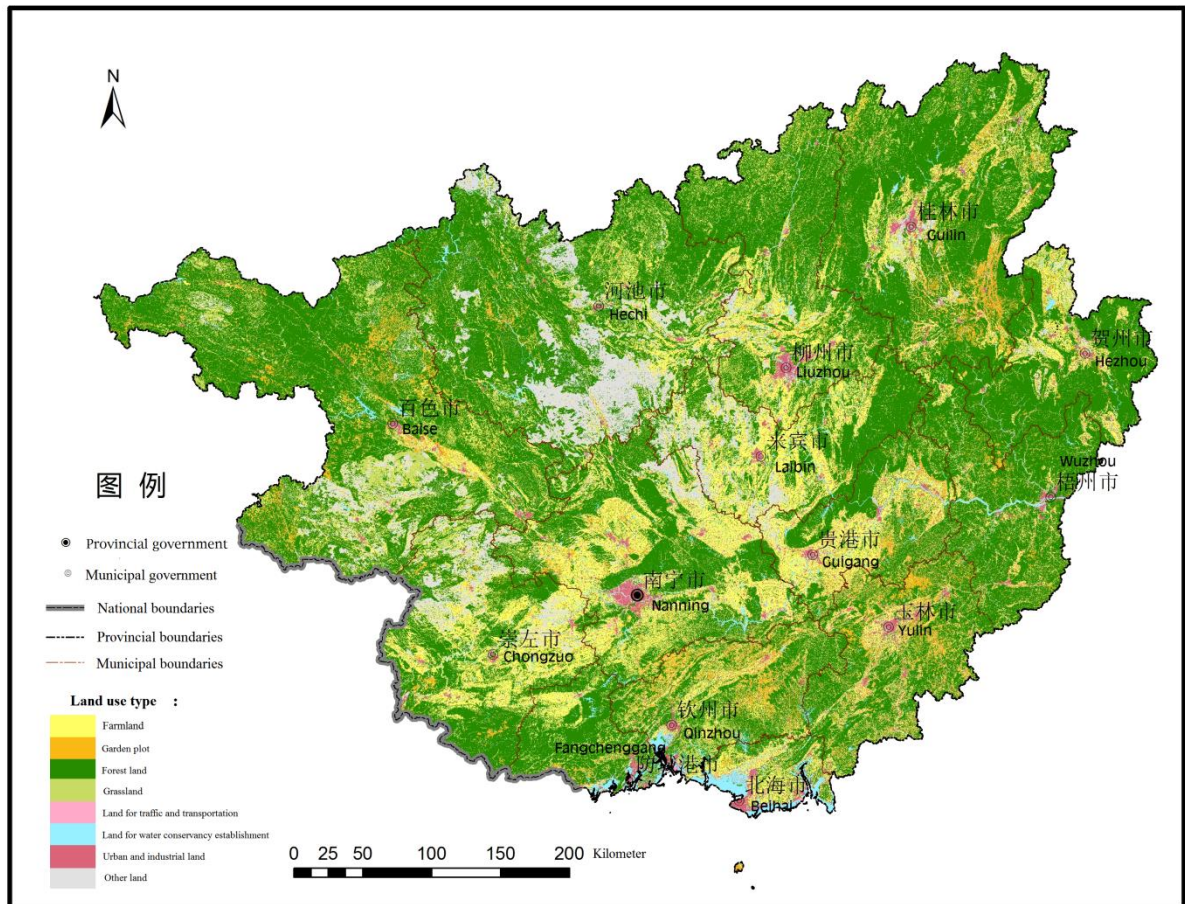 N
桂林市
Guilin
河池市
Hechi
贺州市
Hezhou
柳州市
Liuzhou
百色市
Baise
来宾市
Laibin
Wuzhou
梧州市
贵港市
Guigang
南宁市
Nanning
玉林市
Yulin
崇左市
Chongzuo
钦州市
Qinzhou
Fangchenggang
防城港市
北海市
Beihai
图 例
Provincial government
Municipal government
National boundaries
Provincial boundaries
Municipal boundaries
Land use type :
Farmland
Garden plot
Forest land
Grassland
Land for traffic and transportation
Land for water conservancy establishment
Urban and industrial land
Other land
0 25 50 100 150 200 Kilometer